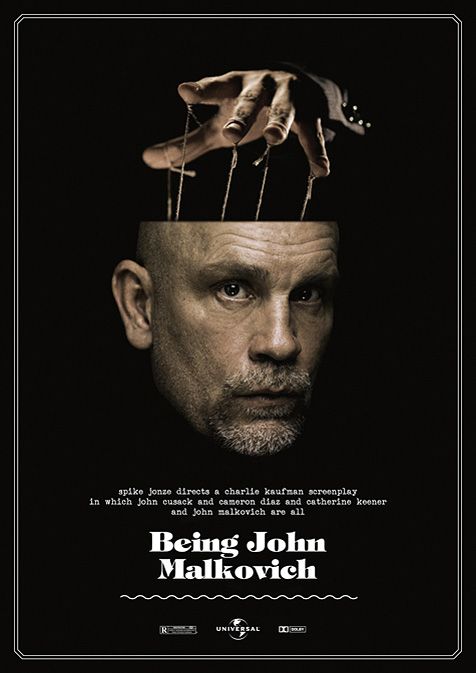 spike jonze directs a charlie kaufman screenplay
in which john cusack and cameron diaz and catherine keener
and john malkovich are all
Being John
Malkovich
R
UNIVERSAL
DOLBY